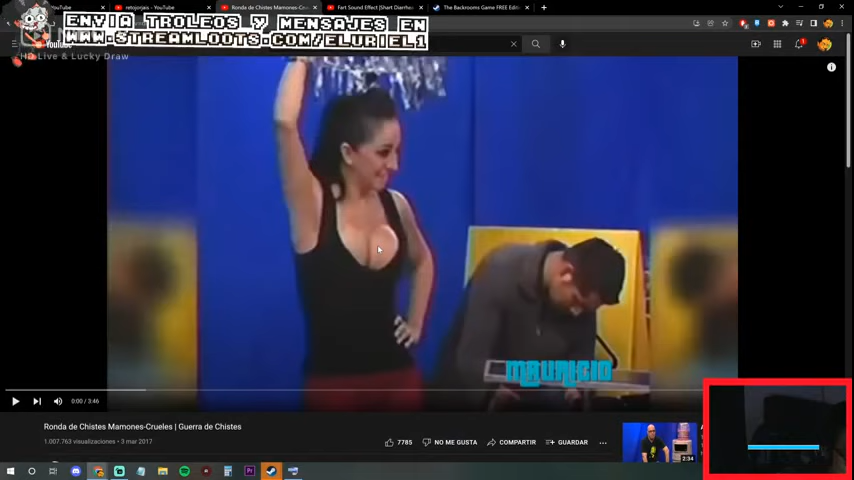 retojorjais - YouTube
Ronda de Chistes Mamones-Cru
Fart Sound Effect [Shart Diarrhea
The Backrooms Game FREE Editi
ENVIA TROLEOS Y MENSAJES EN
WWW.STREAMLOOTS.COM/ELURIEL1
YouTube
HD Live & Lucky Draw
MAURICIO
0:00 / 3:46
Ronda de Chistes Mamones-Crueles | Guerra de Chistes
1.007.763 visualizaciones • 3 mar 2017
7785
NO ME GUSTA
COMPARTIR
GUARDAR
2:34